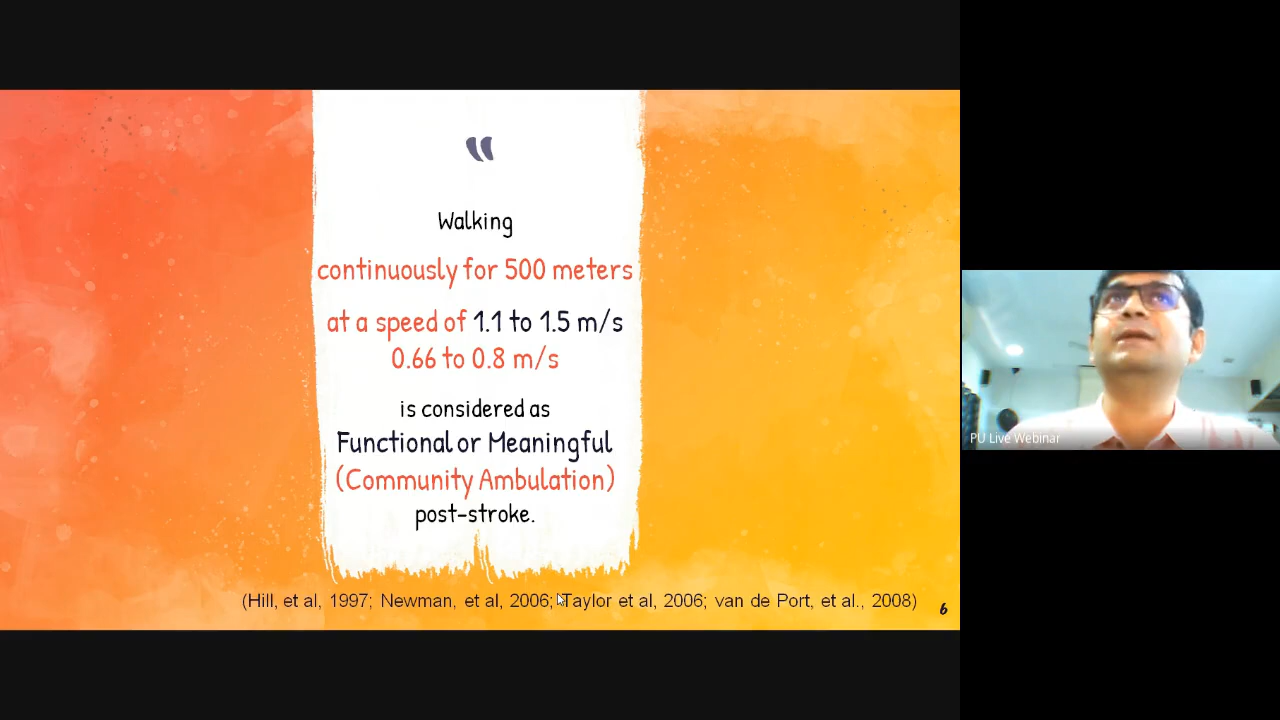 “
Walking
continuously for 500 meters
at a speed of 1.1 to 1.5 m/s
0.66 to 0.8 m/s
is considered as
Functional or Meaningful
(Community Ambulation)
post-stroke.
(Hill, et al, 1997; Newman, et al, 2006; Taylor et al, 2006; van de Port, et al., 2008)
6
PU Live Webinar